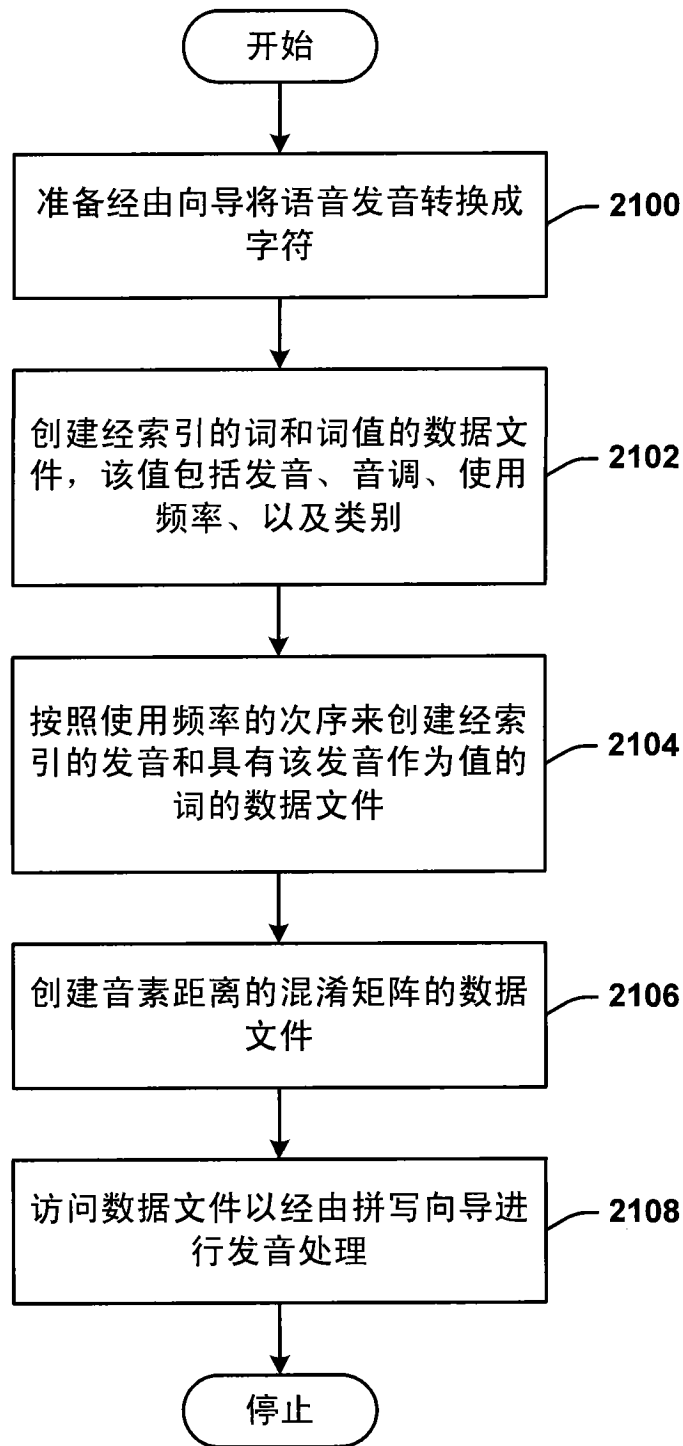 开始
准备经由向导将语音发音转换成
字符
2100
创建经索引的词和词值的数据文
件，该值包括发音、音调、使用
频率、以及类别
2102
按照使用频率的次序来创建经索
引的发音和具有该发音作为值的
词的数据文件
2104
创建音素距离的混淆矩阵的数据
文件
2106
访问数据文件以经由拼写向导进
行发音处理
2108
停止